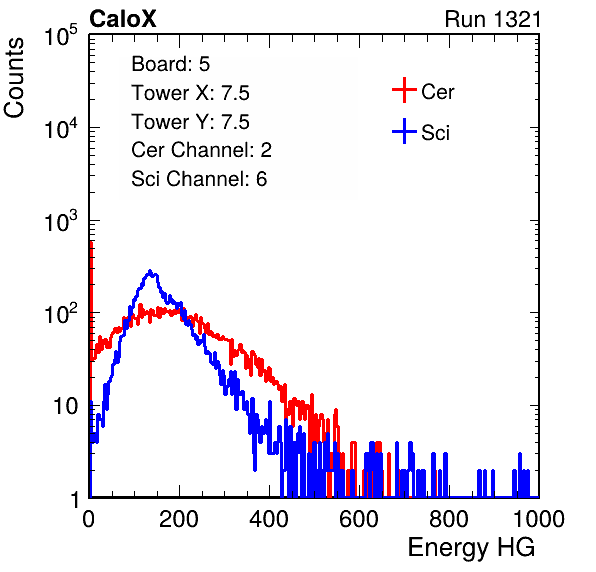 CaloX Run 1321
Counts
Board: 5
Tower X: 7.5
Tower Y: 7.5
Cer Channel: 2
Sci Channel: 6
Cer
Sci
10^5
10^4
10^3
10^2
10
1
0 200 400 600 800 1000
Energy HG